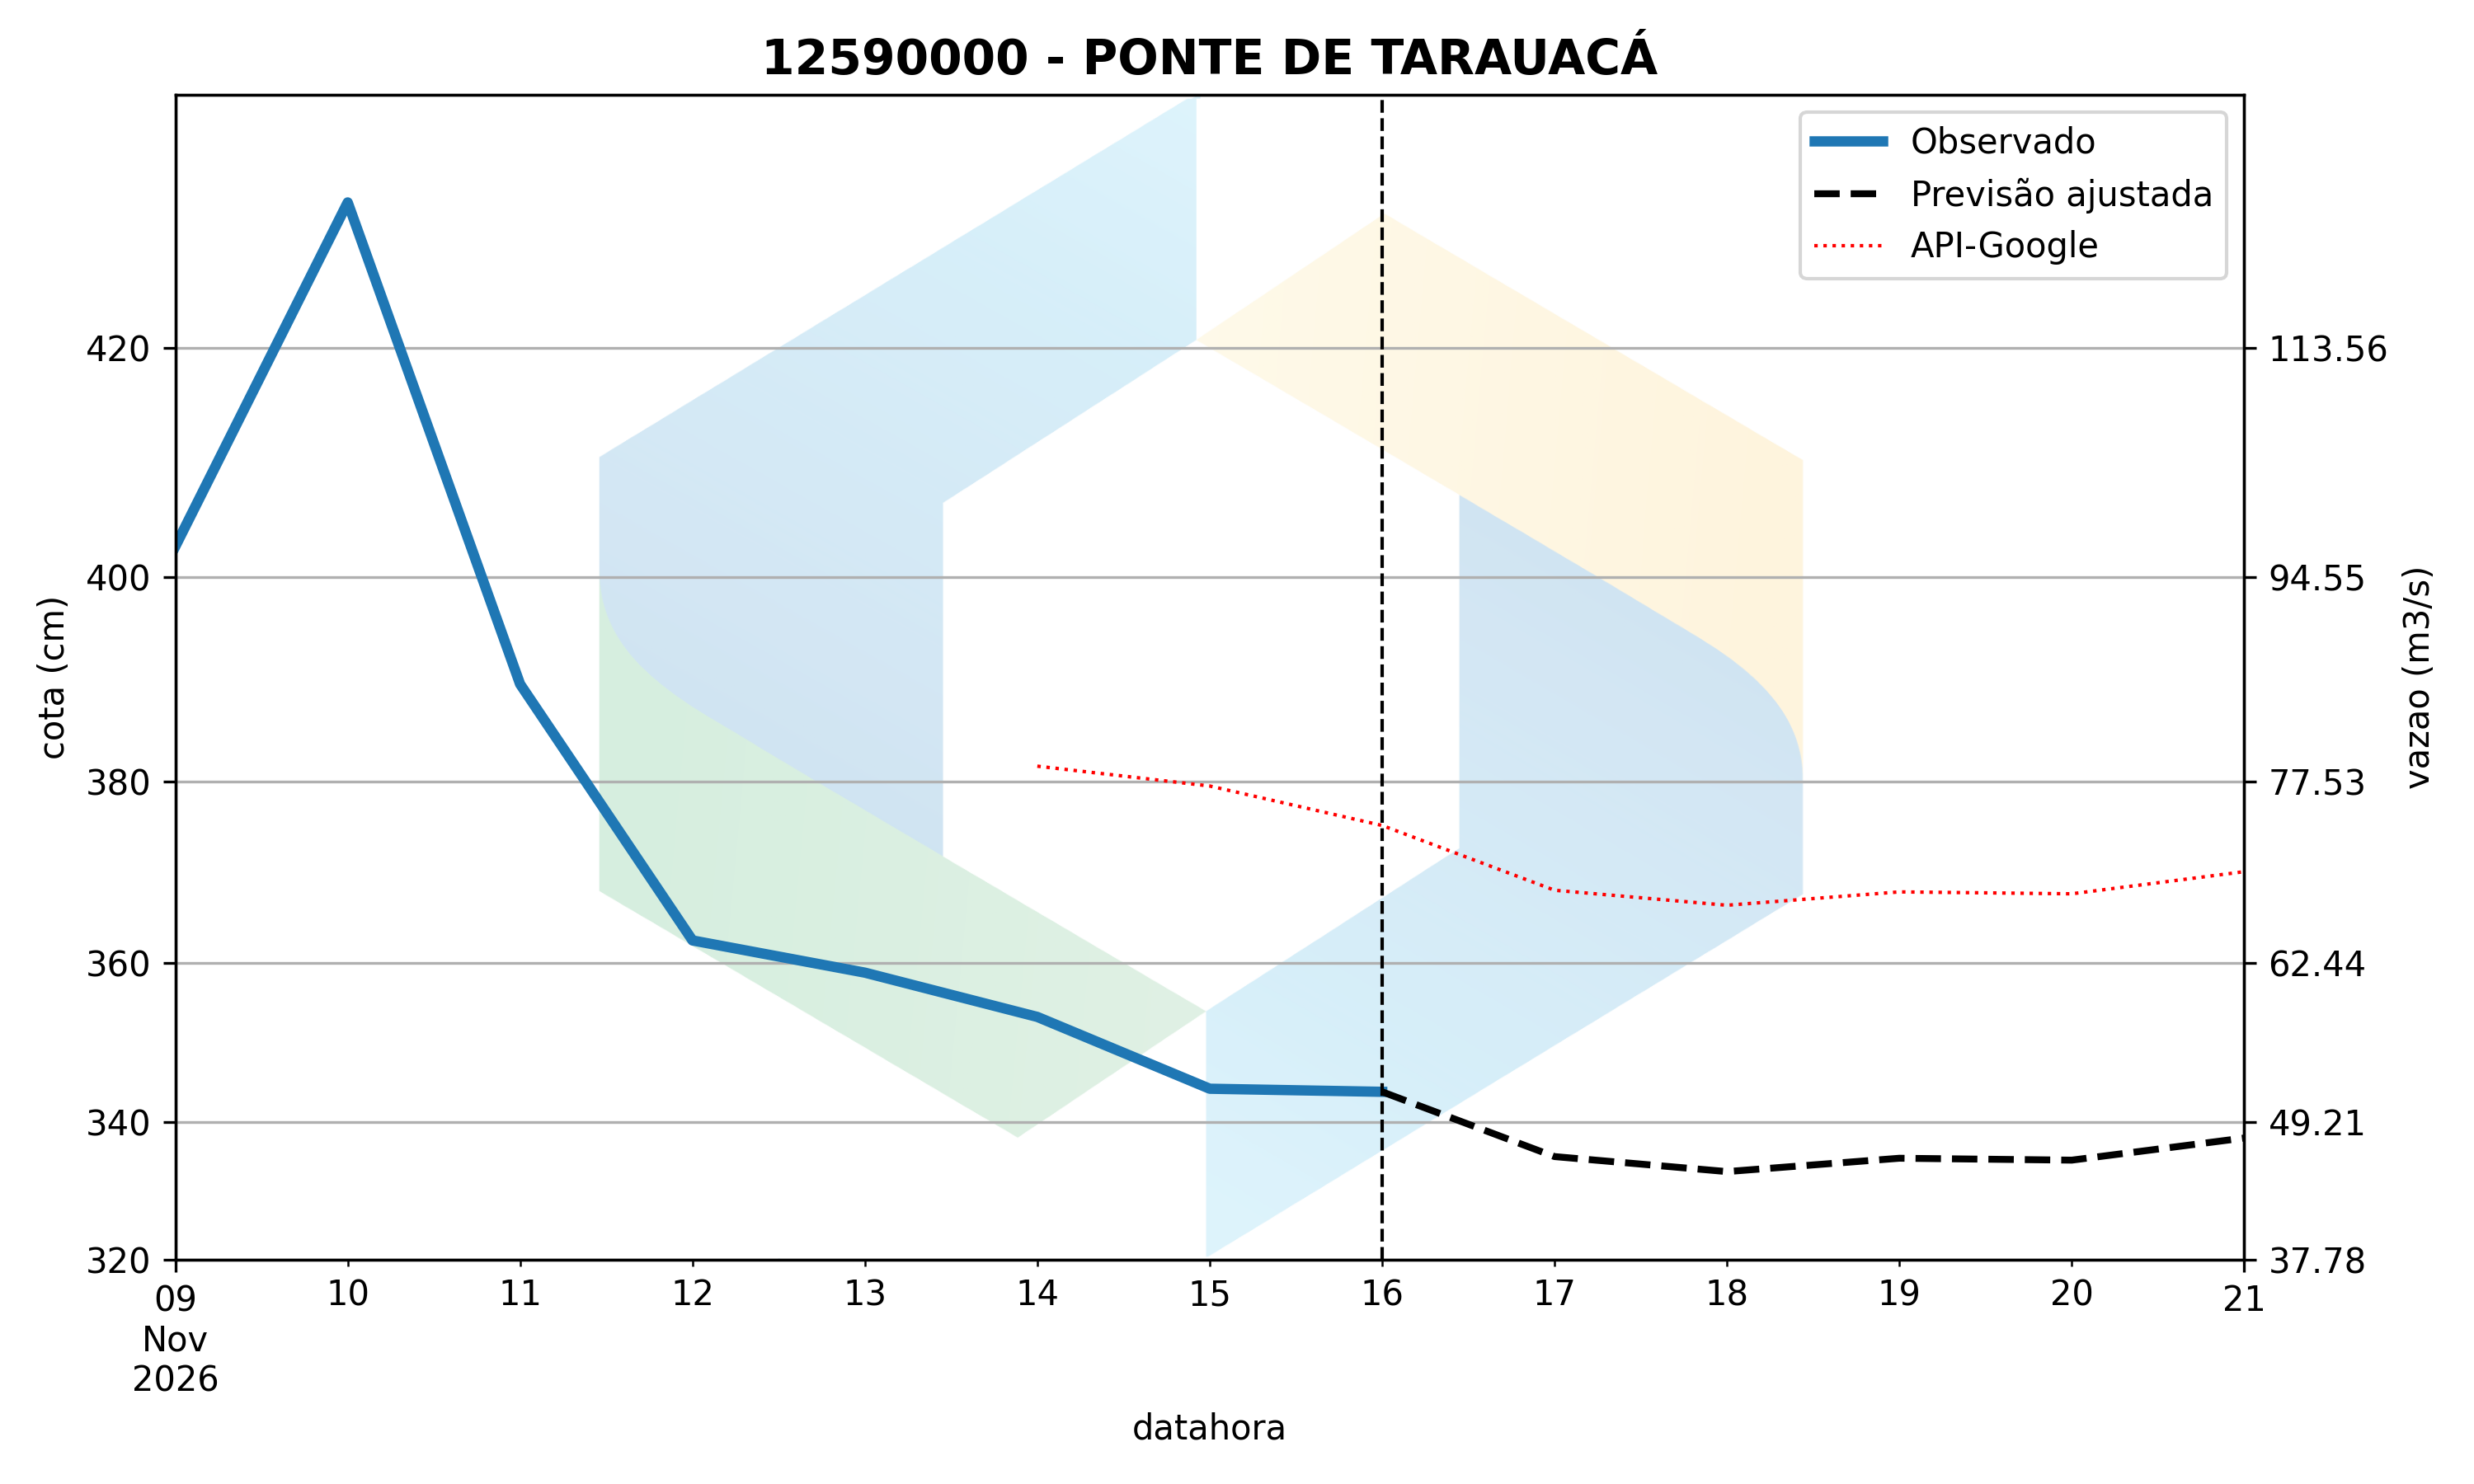 12590000 - PONTE DE TARAUACÁ
Observado
Previsão ajustada
API-Google
420
400
380
360
340
320
cota (cm)
113.56
94.55
77.53
62.44
49.21
37.78
vazao (m3/s)
09 10 11 12 13 14 15 16 17 18 19 20 21
Nov
2026
datahora